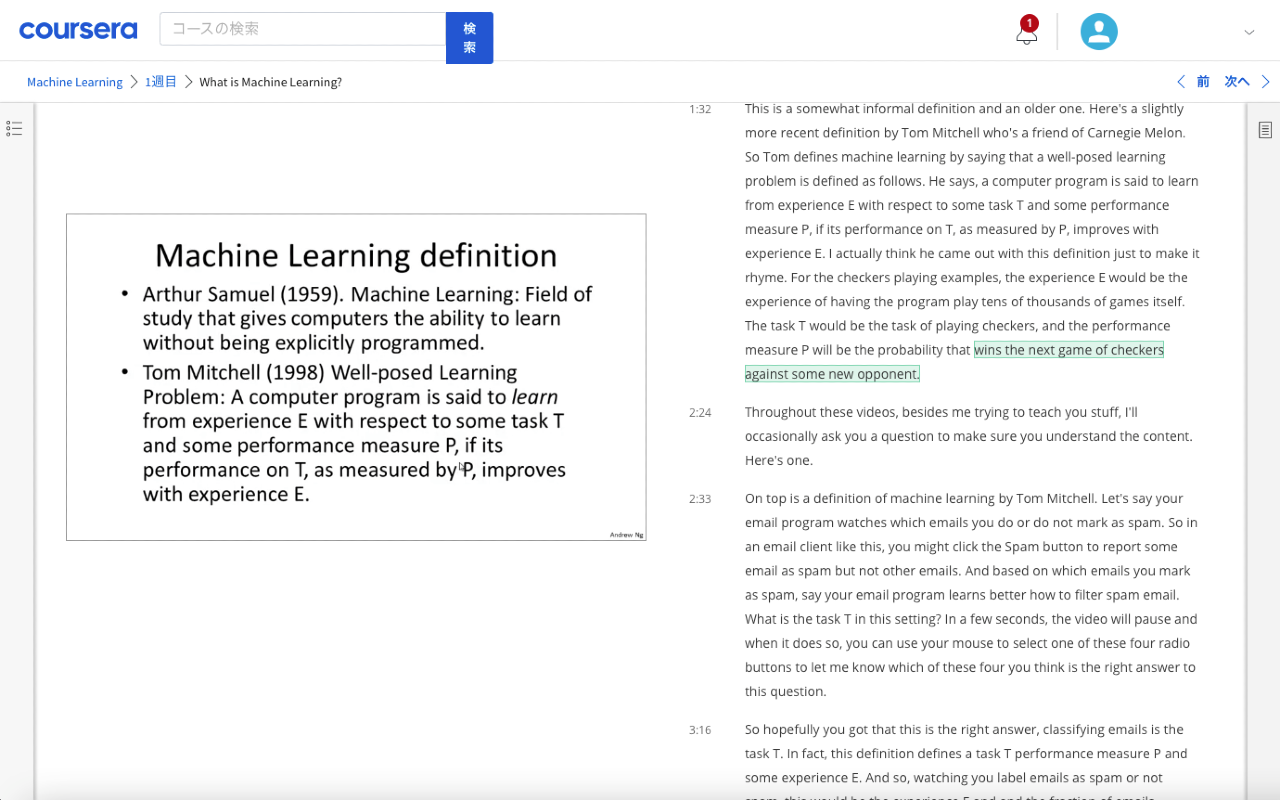 coursera
コースの検索
検
索
1
Machine Learning > 1週目 > What is Machine Learning?
前 次へ
Machine Learning definition
• Arthur Samuel (1959). Machine Learning: Field of
study that gives computers the ability to learn
without being explicitly programmed.
• Tom Mitchell (1998) Well-posed Learning
Problem: A computer program is said to learn
from experience E with respect to some task T
and some performance measure P, if its
performance on T, as measured by P, improves
with experience E.
Andrew Ng
1:32
This is a somewhat informal definition and an older one. Here's a slightly
more recent definition by Tom Mitchell who's a friend of Carnegie Melon.
So Tom defines machine learning by saying that a well-posed learning
problem is defined as follows. He says, a computer program is said to learn
from experience E with respect to some task T and some performance
measure P, if its performance on T, as measured by P, improves with
experience E. I actually think he came out with this definition just to make it
rhyme. For the checkers playing examples, the experience E would be the
experience of having the program play tens of thousands of games itself.
The task T would be the task of playing checkers, and the performance
measure P will be the probability that wins the next game of checkers
against some new opponent.
2:24
Throughout these videos, besides me trying to teach you stuff, I'll
occasionally ask you a question to make sure you understand the content.
Here's one.
2:33
On top is a definition of machine learning by Tom Mitchell. Let's say your
email program watches which emails you do or do not mark as spam. So in
an email client like this, you might click the Spam button to report some
email as spam but not other emails. And based on which emails you mark
as spam, say your email program learns better how to filter spam email.
What is the task T in this setting? In a few seconds, the video will pause and
when it does so, you can use your mouse to select one of these four radio
buttons to let me know which of these four you think is the right answer to
this question.
3:16
So hopefully you got that this is the right answer, classifying emails is the
task T. In fact, this definition defines a task T performance measure P and
some experience E. And so, watching you label emails as spam or not
spam, this would be the experience E and and the fraction of emails